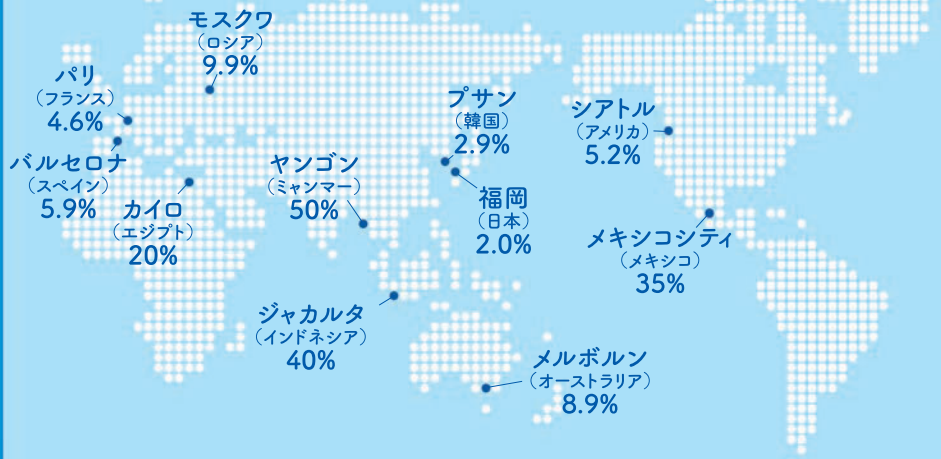 モスクワ
（ロシア）
9.9%
パリ
（フランス）
4.6%
バルセロナ
（スペイン）
5.9%
カイロ
（エジプト）
20%
ヤンゴン
（ミャンマー）
50%
プサン
（韓国）
2.9%
福岡
（日本）
2.0%
シアトル
（アメリカ）
5.2%
メキシコシティ
（メキシコ）
35%
ジャカルタ
（インドネシア）
40%
メルボルン
（オーストラリア）
8.9%